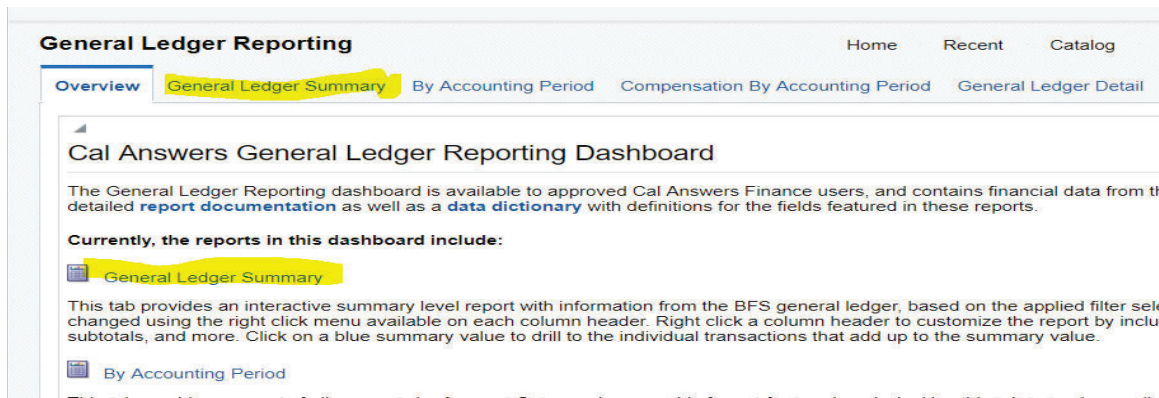 General Ledger Reporting
Home Recent Catalog
Overview General Ledger Summary By Accounting Period Compensation By Accounting Period General Ledger Detail
Cal Answers General Ledger Reporting Dashboard
The General Ledger Reporting dashboard is available to approved Cal Answers Finance users, and contains financial data from th
detailed report documentation as well as a data dictionary with definitions for the fields featured in these reports.
Currently, the reports in this dashboard include:
General Ledger Summary
This tab provides an interactive summary level report with information from the BFS general ledger, based on the applied filter sele
changed using the right click menu available on each column header. Right click a column header to customize the report by inclu
subtotals, and more. Click on a blue summary value to drill to the individual transactions that add up to the summary value.
By Accounting Period